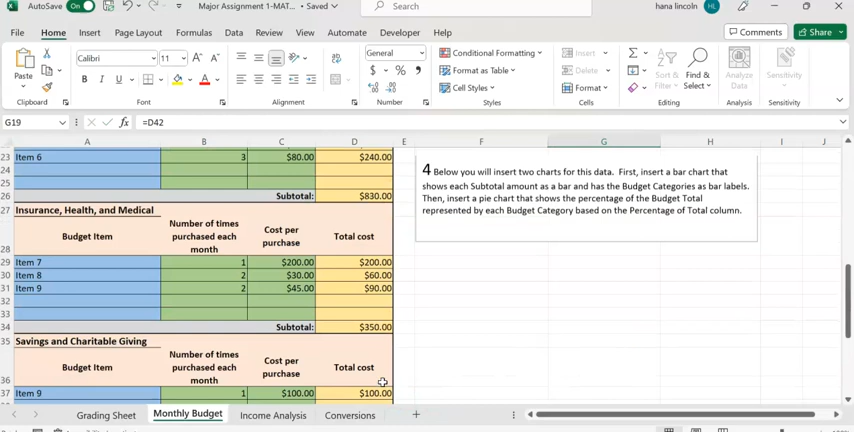 AutoSave On Major Assignment 1-MAT... • Saved Search hana lincoln HL
File Home Insert Page Layout Formulas Data Review View Automate Acrobat Developer Help Comments Share
Paste Calibri 11 General Conditional Formatting Insert Sort & Filter Find & Select Analyze Data Sensitivity
B I U Format as Table Delete
Cell Styles Format
Clipboard Font Alignment Number Styles Cells Editing Analysis Sensitivity
G19 fx =D42
A B C D E F G H I J
23 Item 6 3 $80.00 $240.00
24
25
26 Subtotal: $830.00
27 Insurance, Health, and Medical
28 Budget Item Number of times purchased each month Cost per purchase Total cost
29 Item 7 1 $200.00 $200.00
30 Item 8 2 $30.00 $60.00
31 Item 9 2 $45.00 $90.00
32
33
34 Subtotal: $350.00
35 Savings and Charitable Giving
36 Budget Item Number of times purchased each month Cost per purchase Total cost
37 Item 9 1 $100.00 $100.00
4 Below you will insert two charts for this data. First, insert a bar chart that
shows each Subtotal amount as a bar and has the Budget Categories as bar labels.
Then, insert a pie chart that shows the percentage of the Budget Total
represented by each Budget Category based on the Percentage of Total column.
Grading Sheet Monthly Budget Income Analysis Conversions